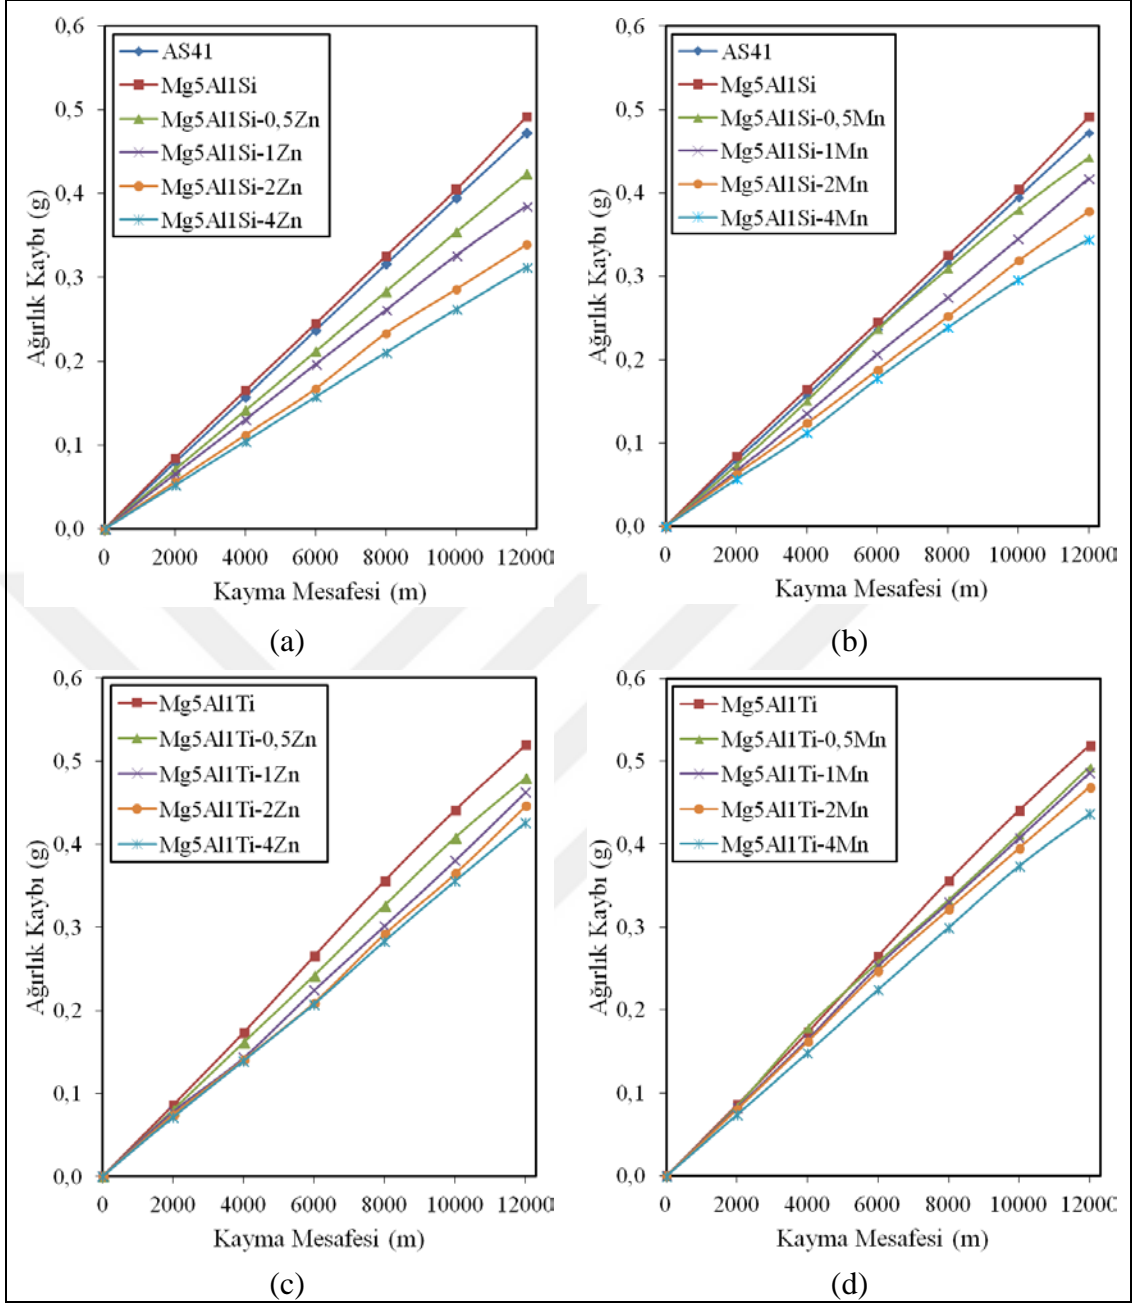 0,6
0,5
0,4
0,3
0,2
0,1
0,0
Ağırlık Kaybı (g)
AS41
Mg5Al1Si
Mg5Al1Si-0,5Zn
Mg5Al1Si-1Zn
Mg5Al1Si-2Zn
Mg5Al1Si-4Zn
0 2000 4000 6000 8000 10000 12000
Kayma Mesafesi (m)
(a)
0,6
0,5
0,4
0,3
0,2
0,1
0,0
Ağırlık Kaybı (g)
AS41
Mg5Al1Si
Mg5Al1Si-0,5Mn
Mg5Al1Si-1Mn
Mg5Al1Si-2Mn
Mg5Al1Si-4Mn
0 2000 4000 6000 8000 10000 12000
Kayma Mesafesi (m)
(b)
0,6
0,5
0,4
0,3
0,2
0,1
0,0
Ağırlık Kaybı (g)
Mg5Al1Ti
Mg5Al1Ti-0,5Zn
Mg5Al1Ti-1Zn
Mg5Al1Ti-2Zn
Mg5Al1Ti-4Zn
0 2000 4000 6000 8000 10000 12000
Kayma Mesafesi (m)
(c)
0,6
0,5
0,4
0,3
0,2
0,1
0,0
Ağırlık Kaybı (g)
Mg5Al1Ti
Mg5Al1Ti-0,5Mn
Mg5Al1Ti-1Mn
Mg5Al1Ti-2Mn
Mg5Al1Ti-4Mn
0 2000 4000 6000 8000 10000 12000
Kayma Mesafesi (m)
(d)